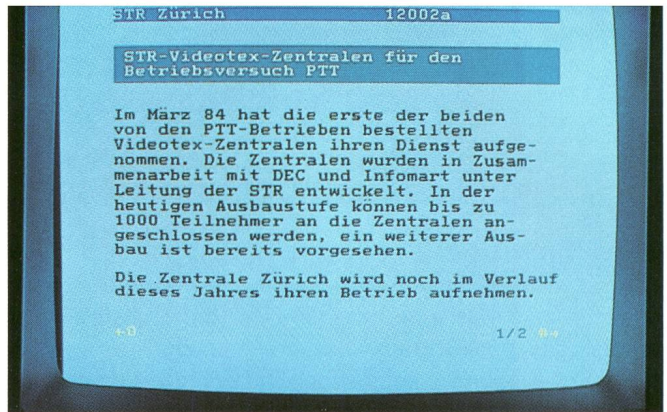 STR Zürich 12002a
STR-Videotex-Zentralen für den
Betriebsversuch PTT
Im März 84 hat die erste der beiden
von den PTT-Betrieben bestellten
Videotex-Zentralen ihren Dienst aufge-
nommen. Die Zentralen wurden in Zusam-
menarbeit mit DEC und Infomart unter
Leitung der STR entwickelt. In der
heutigen Ausbaustufe können bis zu
1000 Teilnehmer an die Zentralen an-
geschlossen werden, ein weiterer Aus-
bau ist bereits vorgesehen.
Die Zentrale Zürich wird noch im Verlauf
dieses Jahres ihren Betrieb aufnehmen.
1/2